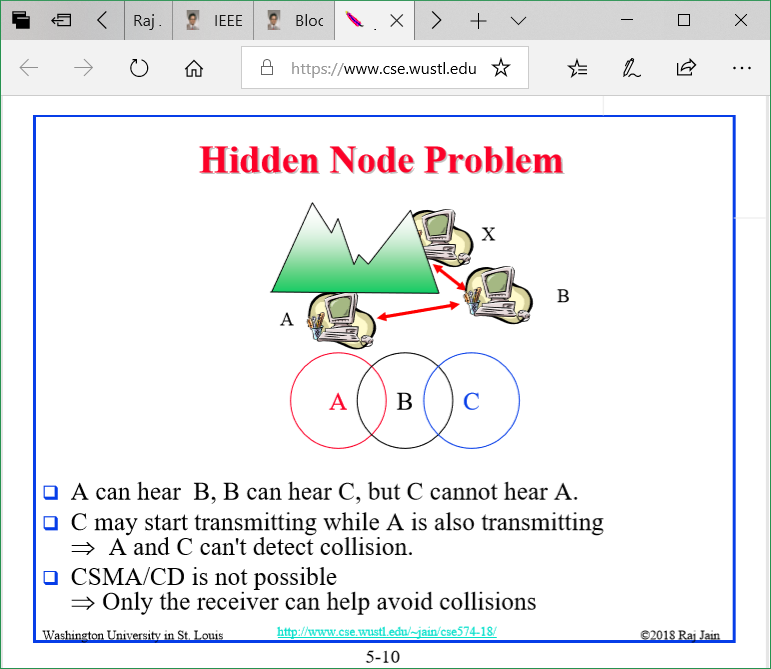 Raj .
IEEE
Bloc
.
https://www.cse.wustl.edu
Hidden Node Problem
X
B
A
A
B
C
❑ A can hear  B, B can hear C, but C cannot hear A.
❑ C may start transmitting while A is also transmitting
⇒ A and C can't detect collision.
❑ CSMA/CD is not possible
⇒ Only the receiver can help avoid collisions
Washington University in St. Louis
http://www.cse.wustl.edu/~jain/cse574-18/
©2018 Raj Jain
5-10